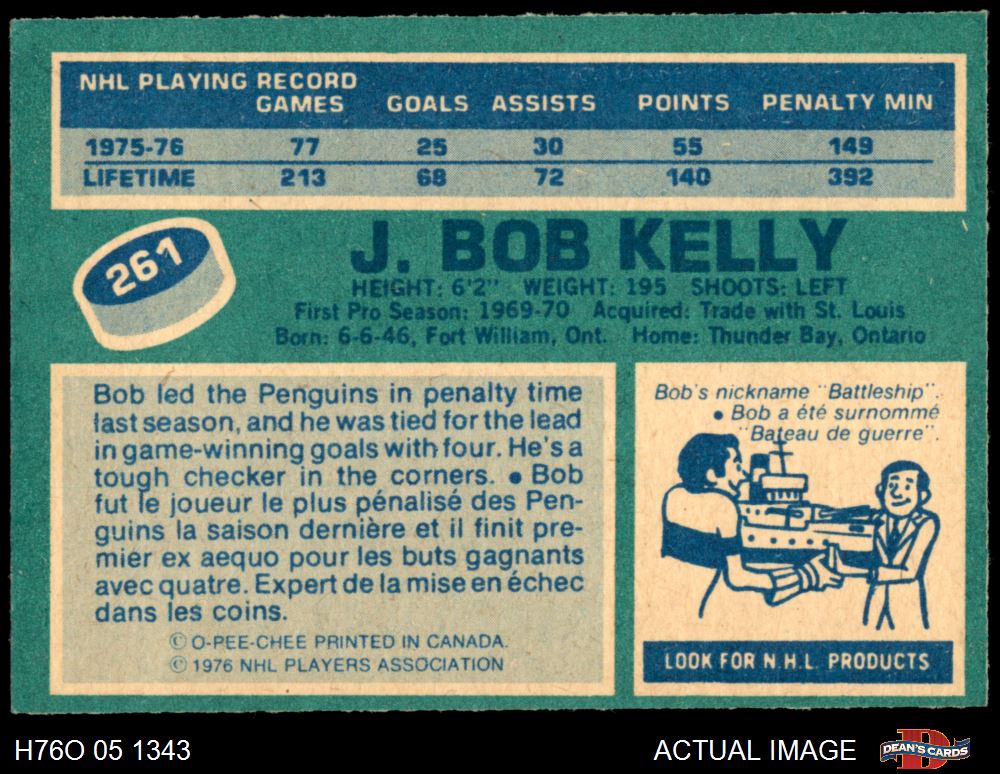 NHL PLAYING RECORD
GAMES GOALS ASSISTS POINTS PENALTY MIN
1975-76 77 25 30 55 149
LIFETIME 213 68 72 140 392
261
J. BOB KELLY
HEIGHT: 6'2" WEIGHT: 195 SHOOTS: LEFT
First Pro Season: 1969-70 Acquired: Trade with St. Louis
Born: 6-6-46, Fort William, Ont. Home: Thunder Bay, Ontario
Bob led the Penguins in penalty time
last season, and he was tied for the lead
in game-winning goals with four. He's a
tough checker in the corners. • Bob
fut le joueur le plus pénalisé des Pen-
guins la saison dernière et il finit pre-
mier ex aequo pour les buts gagnants
avec quatre. Expert de la mise en échec
dans les coins.
© O-PEE-CHEE PRINTED IN CANADA.
© 1976 NHL PLAYERS ASSOCIATION
Bob's nickname "Battleship".
• Bob a été surnommé
"Bateau de guerre".
LOOK FOR N.H.L. PRODUCTS
H76O 05 1343
ACTUAL IMAGE
DEAN'S CARDS